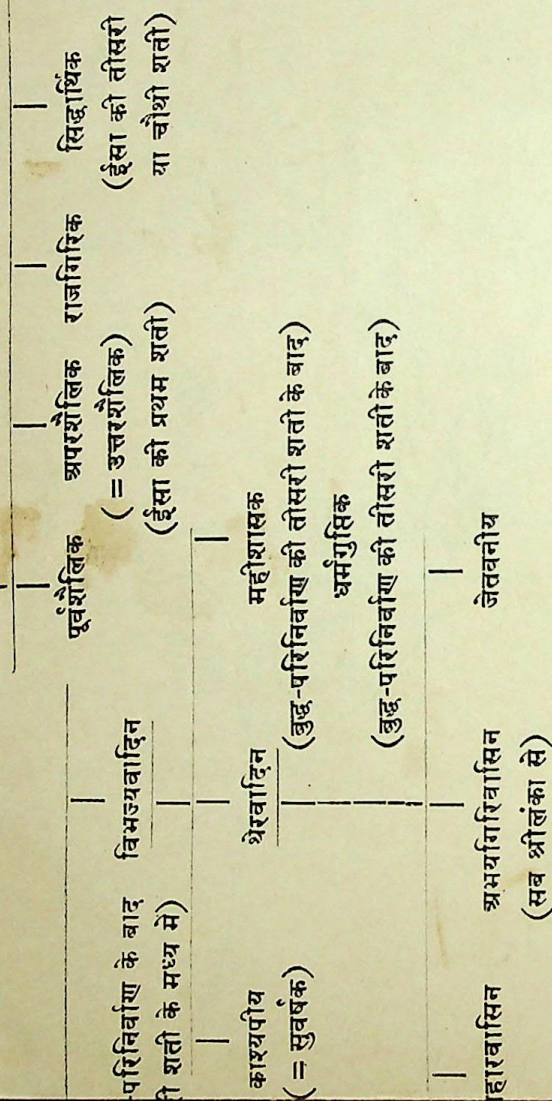 पूर्वशैलिक अपरशैलिक राजगिरिक सिद्धार्थिक
( = उत्तरशैलिक) (ईसा की तीसरी
(ईसा की प्रथम शती) या चौथी शती)
-परिनिर्वाण के बाद विभज्यवादिन
ी शती के मध्य में)
काश्यपीय थेरवादिन महीशासक
( = सुवर्षक) (बुद्ध-परिनिर्वाण की तीसरी शती के बाद)
धर्मगुप्तिक
(बुद्ध-परिनिर्वाण की तीसरी शती के बाद)
हारवासिन अभयगिरिवासिन जेतवनीय
(सब श्रीलंका से)